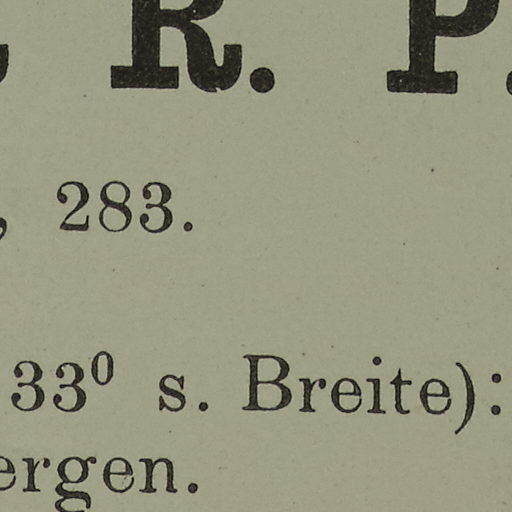 R. P.
, 283.
33⁰ s. Breite):
ergen.